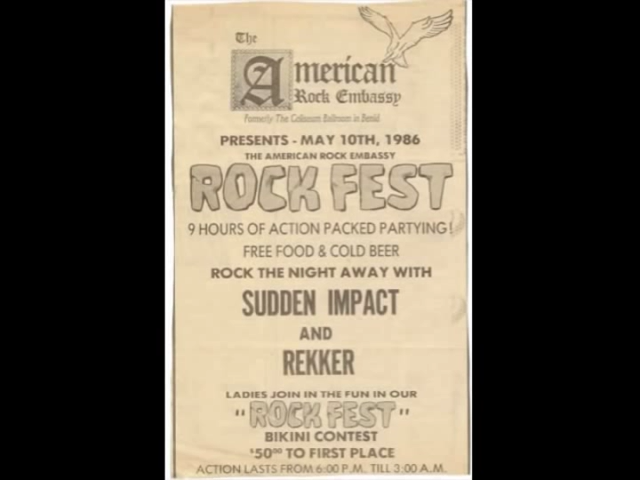 The
American
Rock Embassy
Formerly The Coliseum Ballroom in Benld
PRESENTS - MAY 10TH, 1986
THE AMERICAN ROCK EMBASSY
ROCK FEST
9 HOURS OF ACTION PACKED PARTYING!
FREE FOOD & COLD BEER
ROCK THE NIGHT AWAY WITH
SUDDEN IMPACT
AND
REKKER
LADIES JOIN IN THE FUN IN OUR
"ROCK FEST"
BIKINI CONTEST
$50.00 TO FIRST PLACE
ACTION LASTS FROM 6:00 P.M. TILL 3:00 A.M.